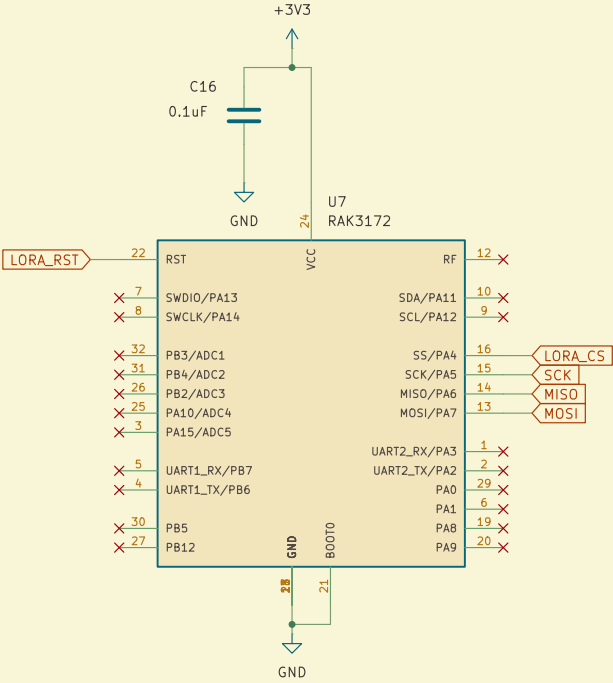 +3V3
C16
0.1uF
GND
U7
RAK3172
24
VCC
LORA_RST
22
RST
RF
12
7
SWDIO/PA13
SDA/PA11
10
8
SWCLK/PA14
SCL/PA12
9
32
PB3/ADC1
SS/PA4
16
LORA_CS
31
PB4/ADC2
SCK/PA5
15
SCK
26
PB2/ADC3
MISO/PA6
14
MISO
25
PA10/ADC4
MOSI/PA7
13
MOSI
3
PA15/ADC5
UART2_RX/PA3
1
5
UART1_RX/PB7
UART2_TX/PA2
2
4
UART1_TX/PB6
PA0
29
PA1
6
30
PB5
PA8
19
27
PB12
PA9
20
GND
BOOT0
21
GND